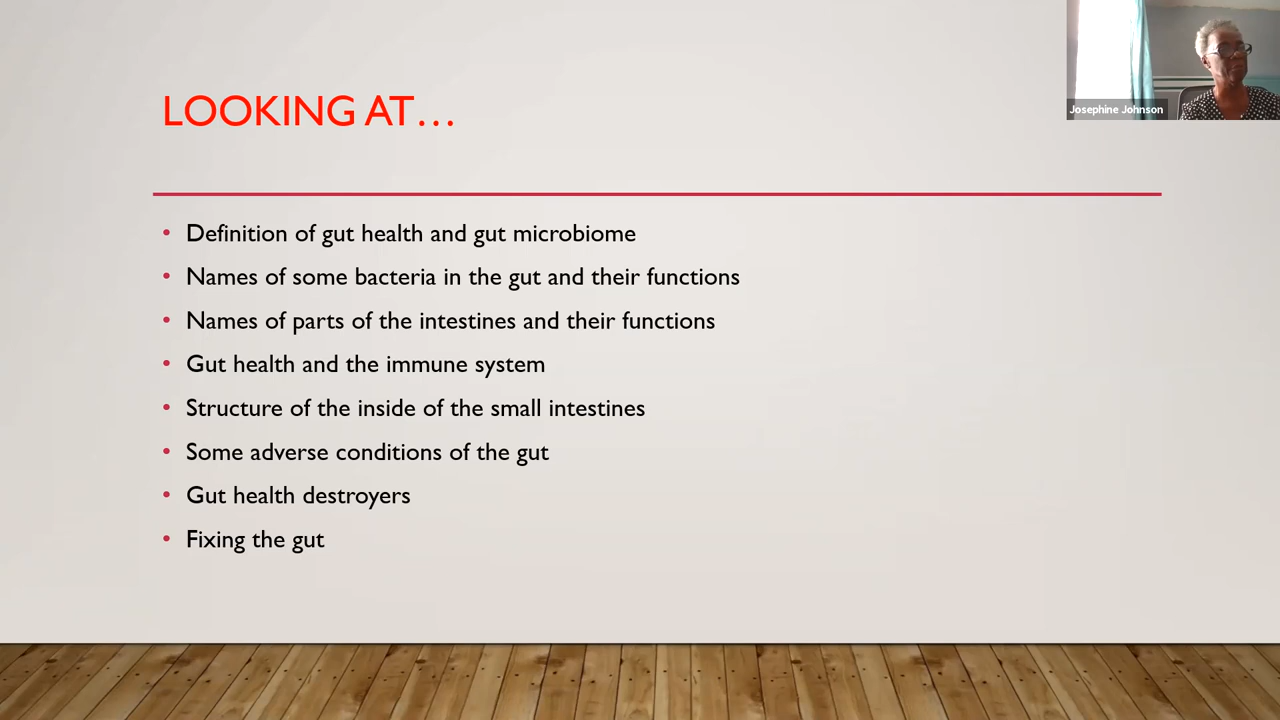 LOOKING AT...
Josephine Johnson
• Definition of gut health and gut microbiome
• Names of some bacteria in the gut and their functions
• Names of parts of the intestines and their functions
• Gut health and the immune system
• Structure of the inside of the small intestines
• Some adverse conditions of the gut
• Gut health destroyers
• Fixing the gut